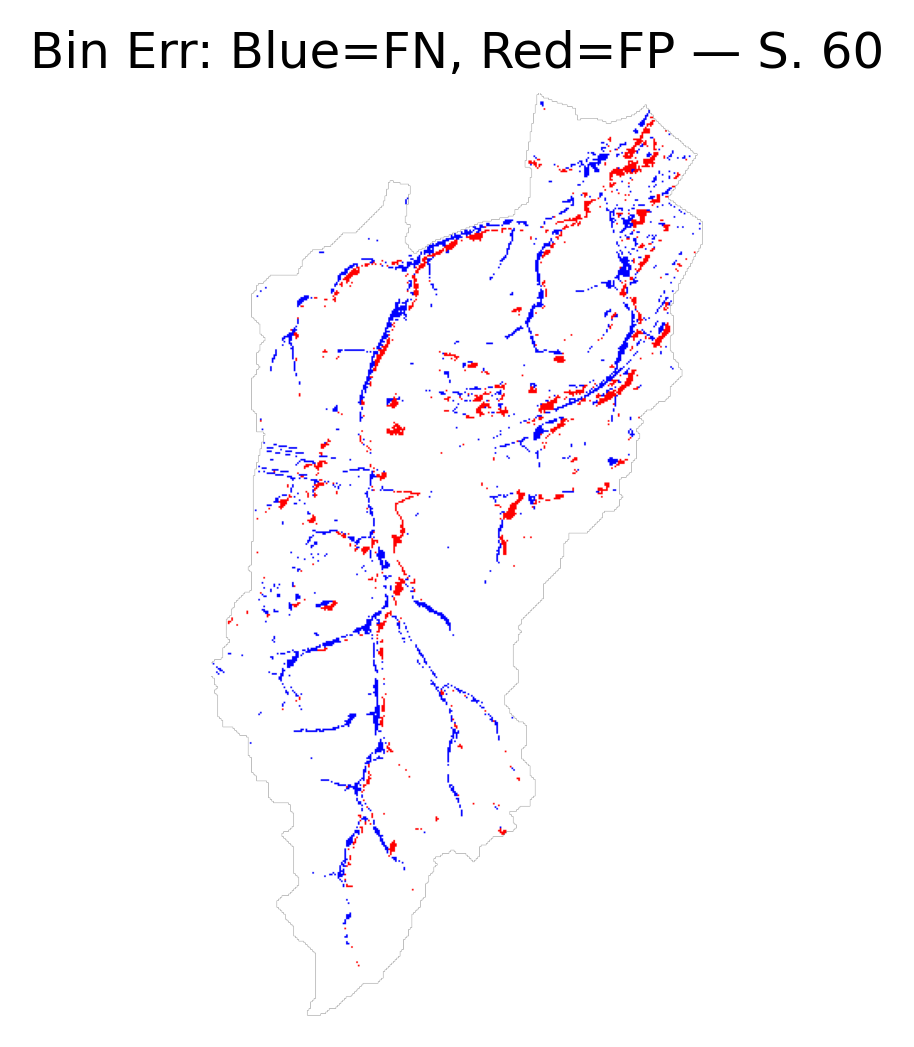 Bin Err: Blue=FN, Red=FP — S. 60